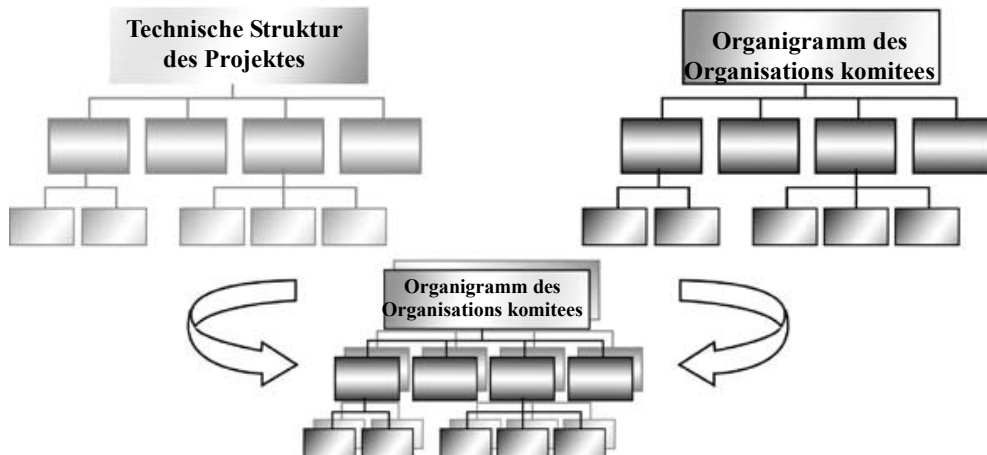 Technische Struktur
des Projektes
Organigramm des
Organisations komitees
Organigramm des
Organisations komitees